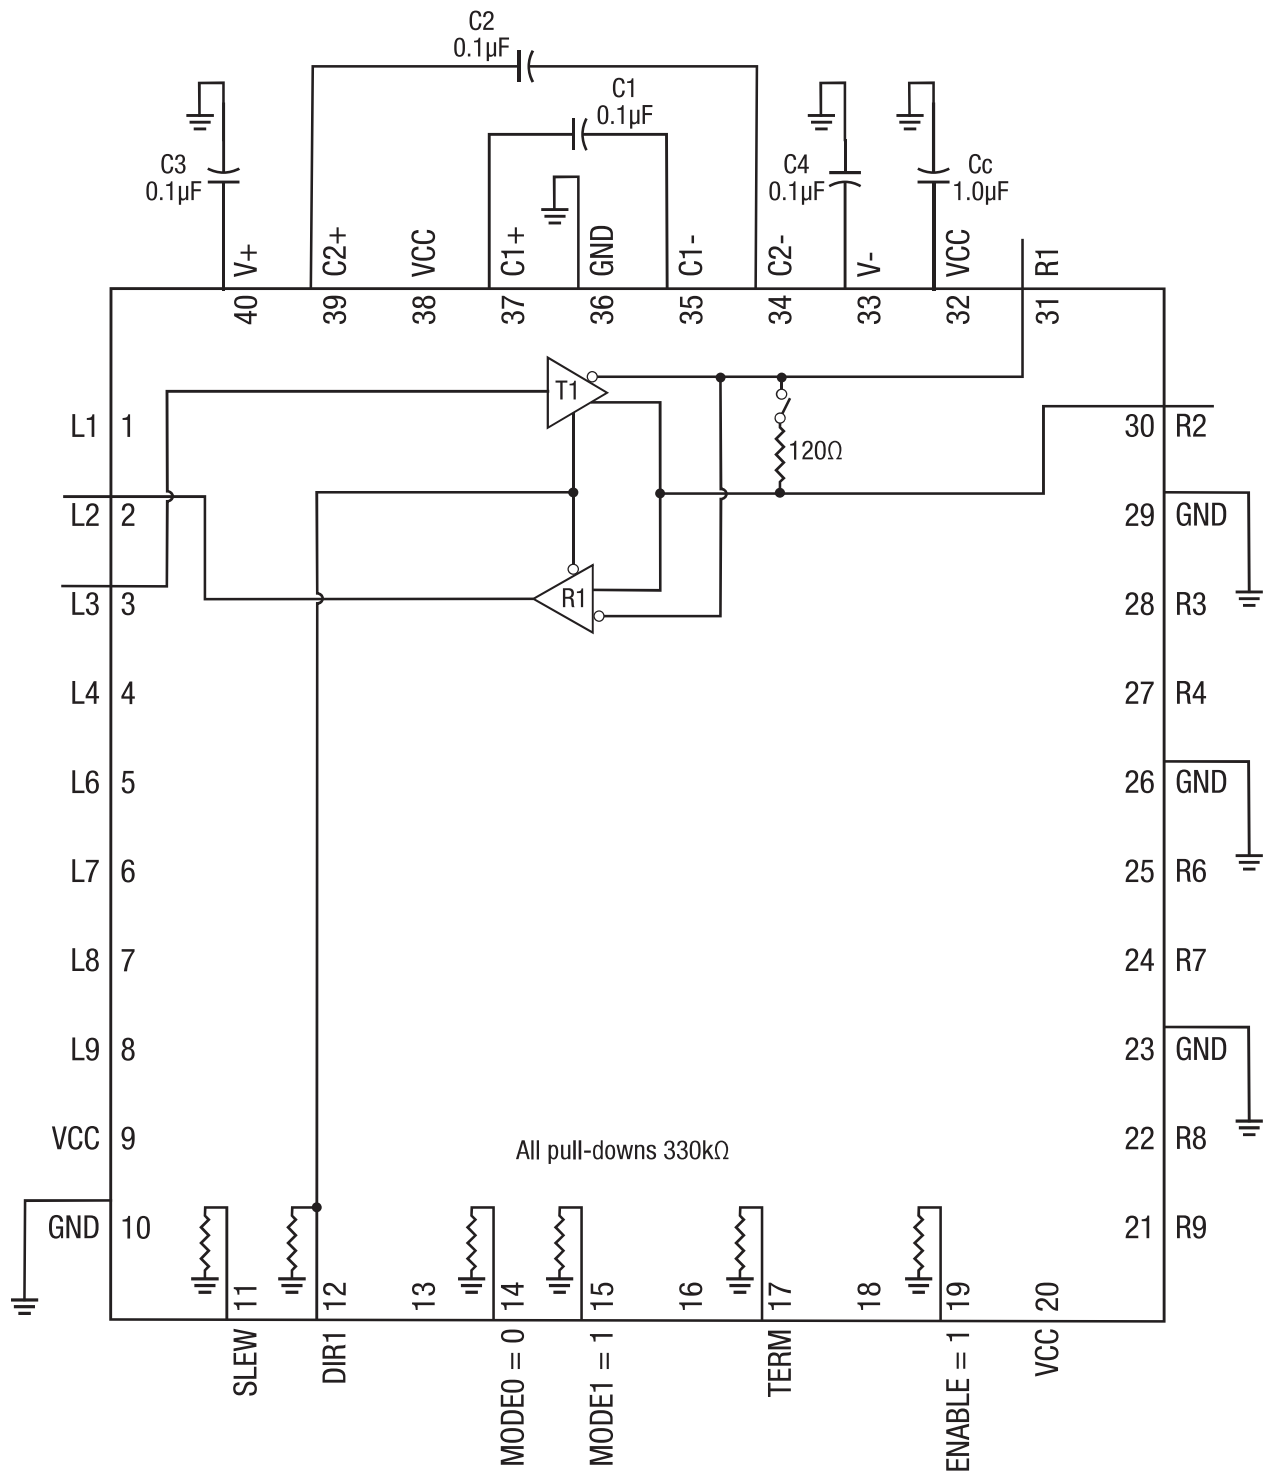 C2
0.1µF
C1
0.1µF
C3
0.1µF
C4
0.1µF
Cc
1.0µF
V+
C2+
VCC
C1+
GND
C1-
C2-
V-
VCC
R1
40
39
38
37
36
35
34
33
32
31
T1
L1 1
30 R2
120Ω
L2 2
29 GND
R1
L3 3
28 R3
L4 4
27 R4
L6 5
26 GND
L7 6
25 R6
L8 7
24 R7
L9 8
23 GND
VCC 9
22 R8
All pull-downs 330kΩ
GND 10
21 R9
11
12
13
14
15
16
17
18
19
20
SLEW
DIR1
MODE0 = 0
MODE1 = 1
TERM
ENABLE = 1
VCC